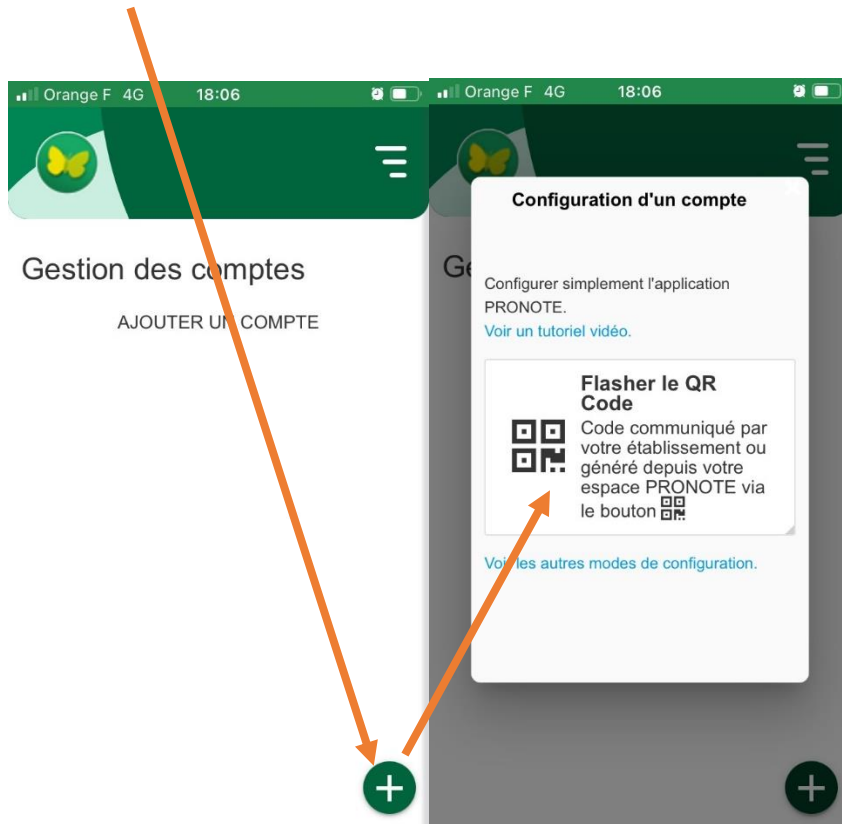 Orange F 4G 18:06
Gestion des comptes
AJOUTER UN COMPTE
Orange F 4G 18:06
Configuration d'un compte
Ge
Configurer simplement l'application
PRONOTE.
Voir un tutoriel vidéo.
Flasher le QR
Code
Code communiqué par
votre établissement ou
généré depuis votre
espace PRONOTE via
le bouton
Voir les autres modes de configuration.